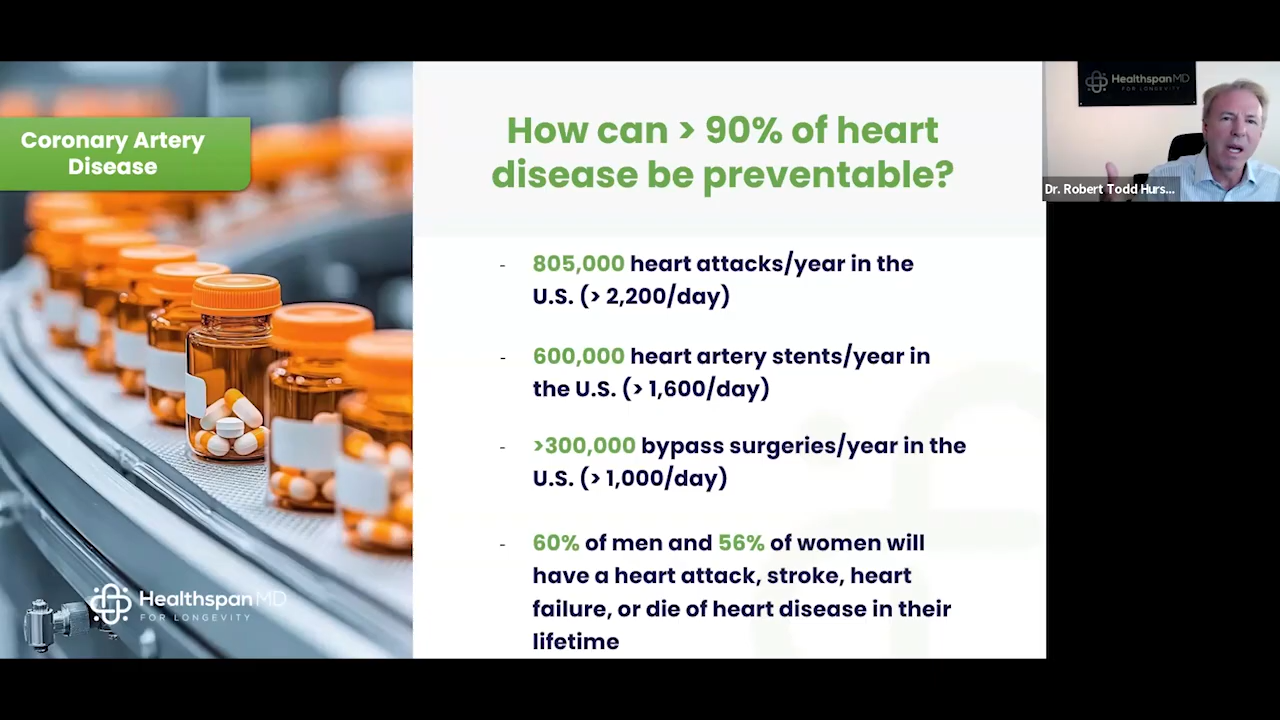 Coronary Artery
Disease
How can > 90% of heart
disease be preventable?
- 805,000 heart attacks/year in the
U.S. (> 2,200/day)
- 600,000 heart artery stents/year in
the U.S. (> 1,600/day)
- >300,000 bypass surgeries/year in the
U.S. (> 1,000/day)
- 60% of men and 56% of women will
have a heart attack, stroke, heart
failure, or die of heart disease in their
lifetime
HealthspanMD
FOR LONGEVITY
HealthspanMD
FOR LONGEVITY
Dr. Robert Todd Hurs...